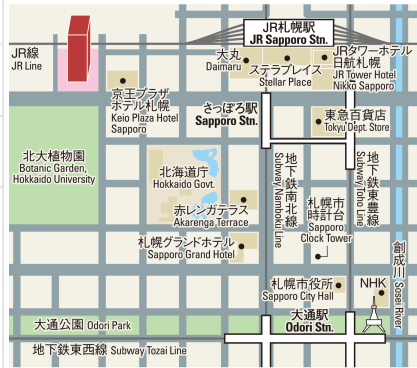 JR札幌駅
JR Sapporo Stn.
JR線
JR Line
大丸
Daimaru
ステラプレイス
Stellar Place
JRタワーホテル
日航札幌
JR Tower Hotel
Nikko Sapporo
京王プラザ
ホテル札幌
Keio Plaza Hotel
Sapporo
さっぽろ駅
Sapporo Stn.
東急百貨店
Tokyu Dept. Store
北大植物園
Botanic Garden,
Hokkaido University
北海道庁
Hokkaido Govt.
地下鉄南北線
Subway Namboku Line
地下鉄東豊線
Subway Toho Line
赤レンガテラス
Akarenga Terrace
札幌市
時計台
Sapporo
Clock Tower
創成川
Sosei River
札幌グランドホテル
Sapporo Grand Hotel
札幌市役所
Sapporo City Hall
NHK
大通駅
Odori Stn.
大通公園 Odori Park
地下鉄東西線 Subway Tozai Line